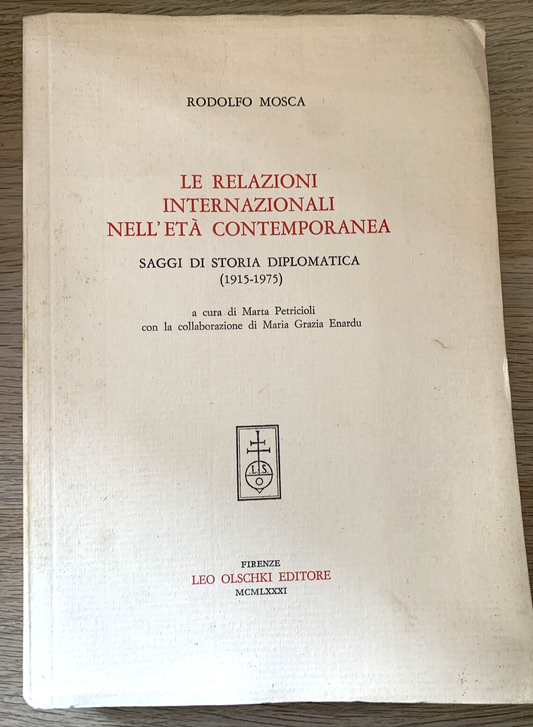 RODOLFO MOSCA
LE RELAZIONI
INTERNAZIONALI
NELL'ETÀ CONTEMPORANEA
SAGGI DI STORIA DIPLOMATICA
(1915-1975)
a cura di Marta Petricioli
con la collaborazione di Maria Grazia Enardu
.L.S.
O
FIRENZE
LEO OLSCHKI EDITORE
MCMLXXXI